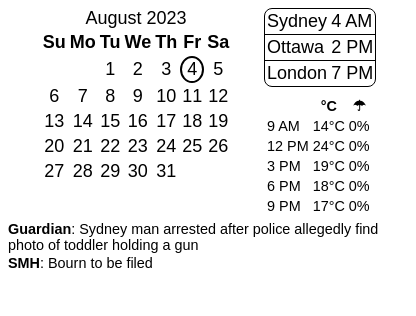 August 2023
Su Mo Tu We Th Fr Sa
1 2 3 4 5
6 7 8 9 10 11 12
13 14 15 16 17 18 19
20 21 22 23 24 25 26
27 28 29 30 31
Sydney 4 AM
Ottawa 2 PM
London 7 PM
°C ☂
9 AM 14°C 0%
12 PM 24°C 0%
3 PM 19°C 0%
6 PM 18°C 0%
9 PM 17°C 0%
Guardian: Sydney man arrested after police allegedly find
photo of toddler holding a gun
SMH: Bourn to be filed